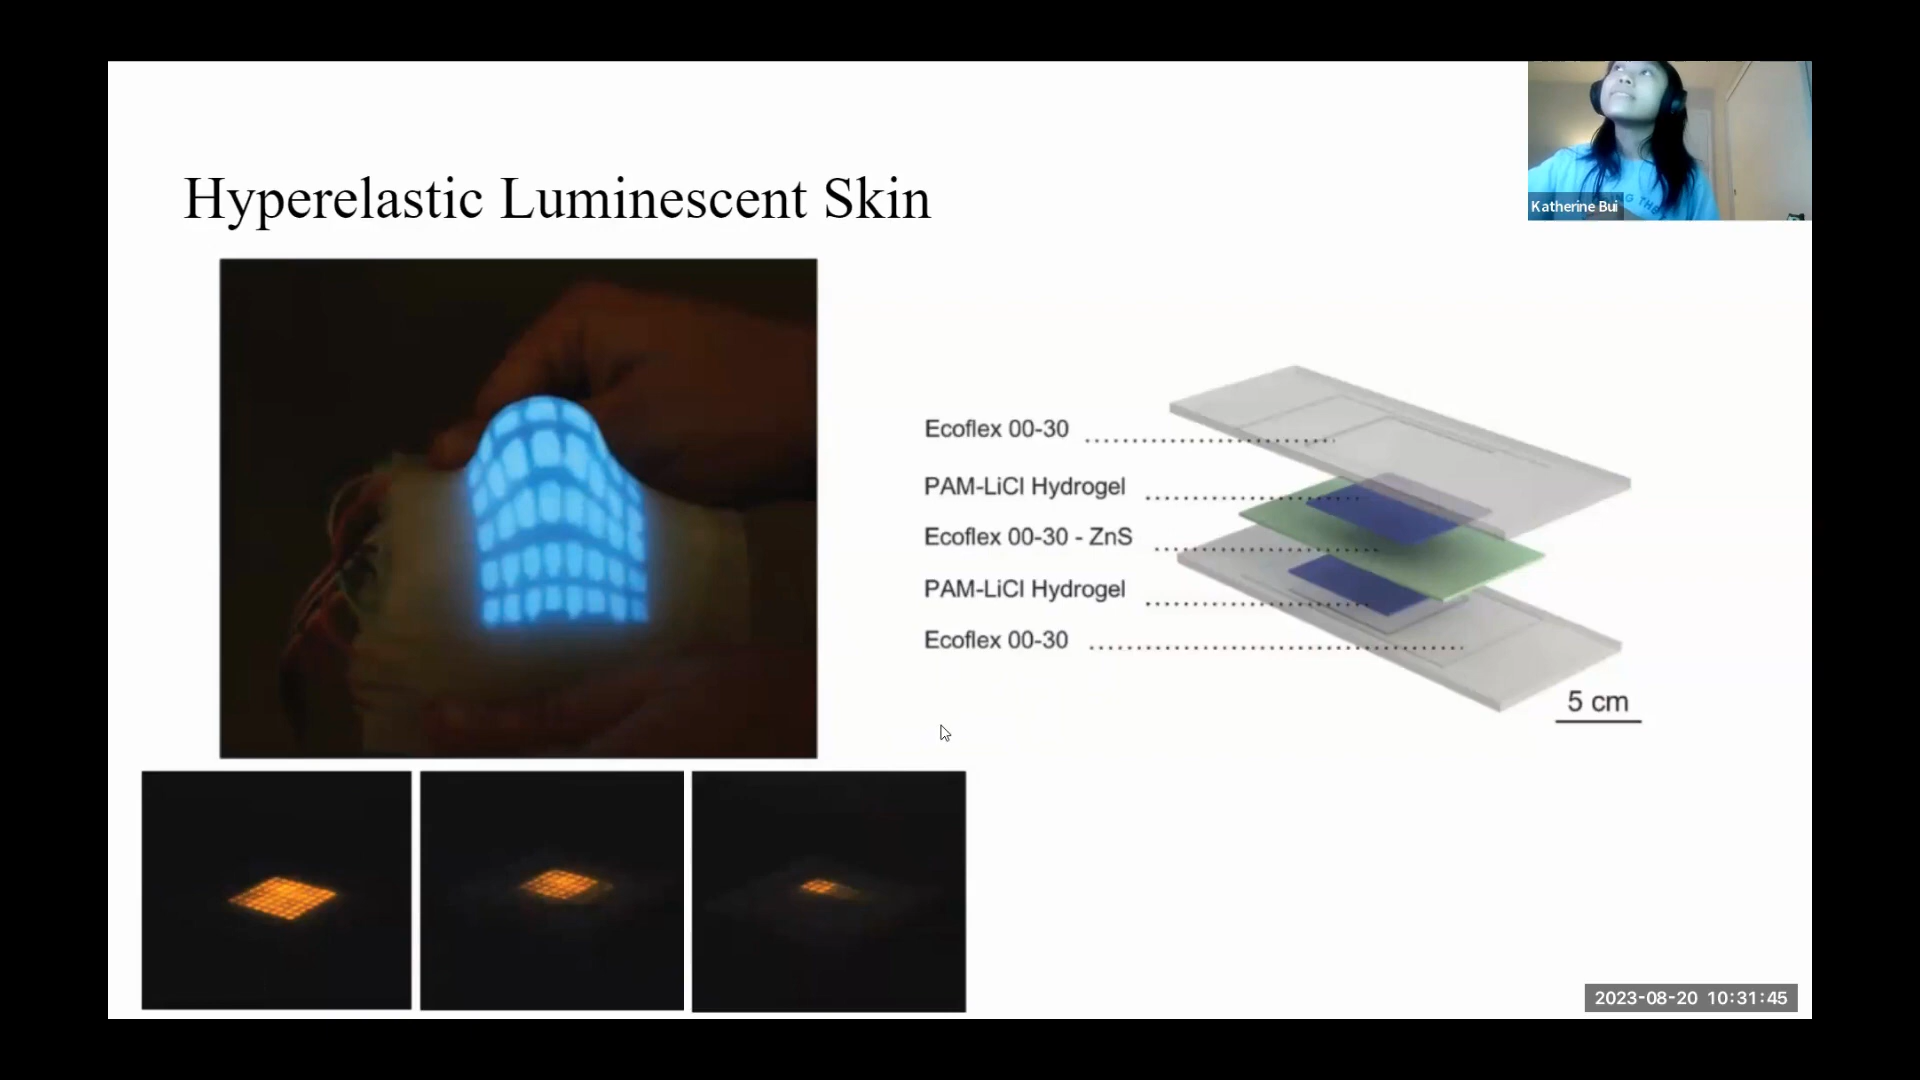 Hyperelastic Luminescent Skin
Katherine Bui
Ecoflex 00-30
PAM-LiCl Hydrogel
Ecoflex 00-30 - ZnS
PAM-LiCl Hydrogel
Ecoflex 00-30
5 cm
2023-08-20 10:31:45